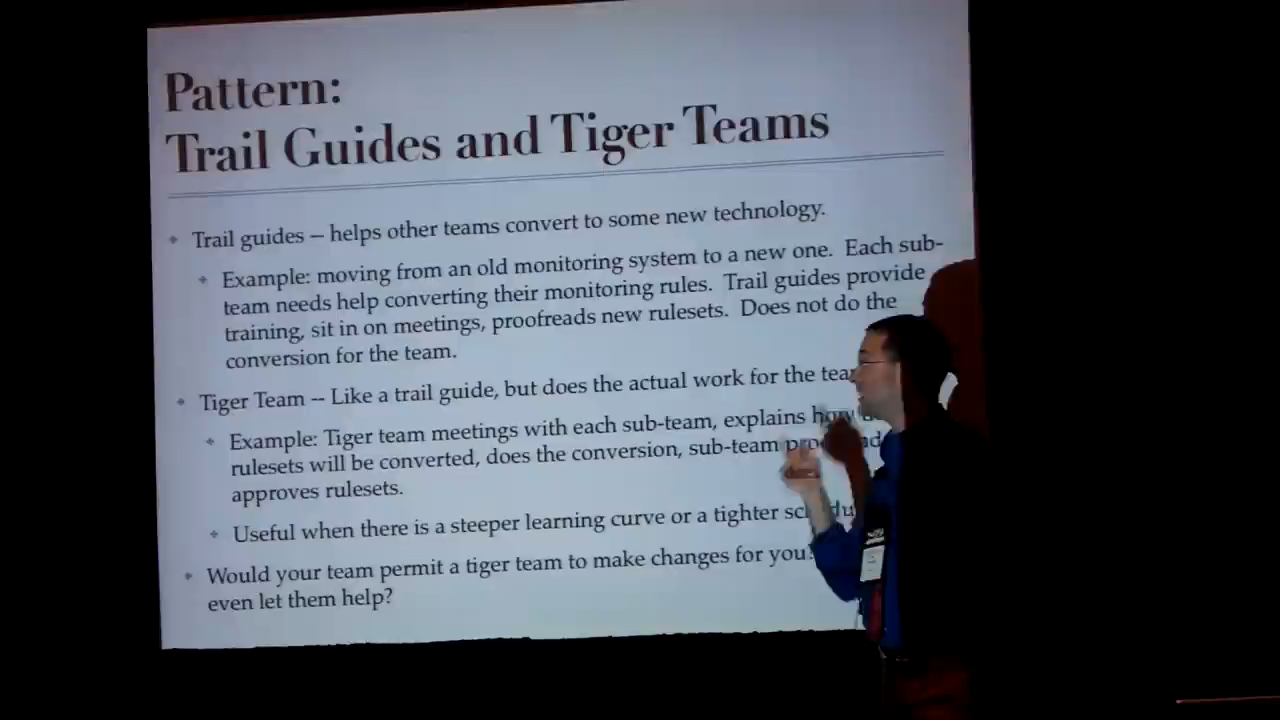 Pattern:
Trail Guides and Tiger Teams
Trail guides – helps other teams convert to some new technology.
Example: moving from an old monitoring system to a new one. Each sub-
team needs help converting their monitoring rules. Trail guides provide
training, sit in on meetings, proofreads new rulesets. Does not do the
conversion for the team.
Tiger Team -- Like a trail guide, but does the actual work for the
Example: Tiger team meetings with each sub-team, explains how
rulesets will be converted, does the conversion, sub-team
approves rulesets.
Useful when there is a steeper learning curve or a tighter
Would your team permit a tiger team to make changes for you?
even let them help?